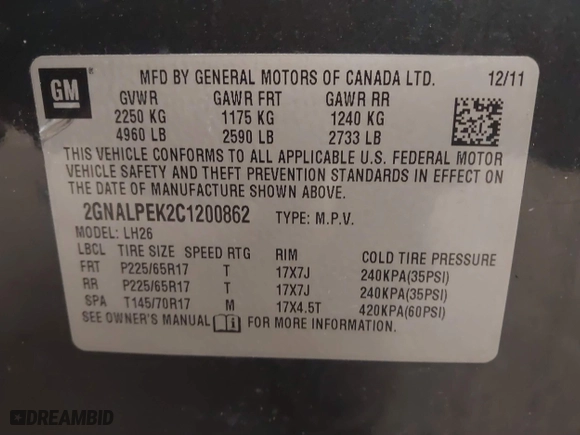 GM ®
MFD BY GENERAL MOTORS OF CANADA LTD. 12/11
GVWR GAWR FRT GAWR RR
2250 KG 1175 KG 1240 KG
4960 LB 2590 LB 2733 LB
THIS VEHICLE CONFORMS TO ALL APPLICABLE U.S. FEDERAL MOTOR
VEHICLE SAFETY AND THEFT PREVENTION STANDARDS IN EFFECT ON
THE DATE OF MANUFACTURE SHOWN ABOVE.
2GNALPEK2C1200862 TYPE: M.P.V.
MODEL: LH26
LBCL TIRE SIZE SPEED RTG RIM COLD TIRE PRESSURE
FRT P225/65R17 T 17X7J 240KPA(35PSI)
RR P225/65R17 T 17X7J 240KPA(35PSI)
SPA T145/70R17 M 17X4.5T 420KPA(60PSI)
SEE OWNER'S MANUAL FOR MORE INFORMATION.
DREAMBID